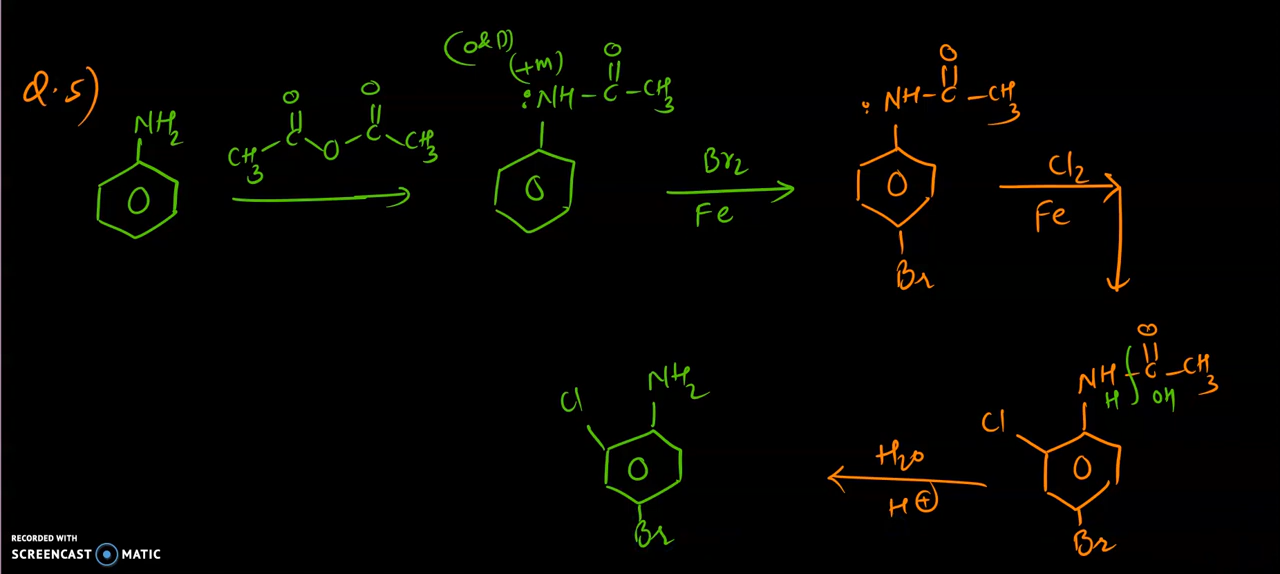 Q.5)
NH2
CH3 C O O C O CH3
(o&p)
(+m)
:NH – C – CH3
O
Br2
Fe
O
:NH – C – CH3
Br
Cl2
Fe
O
NH – C – CH3
H OH
Cl
Br
H2O
H⊕
NH2
Cl
Br
RECORDED WITH
SCREENCAST MATIC